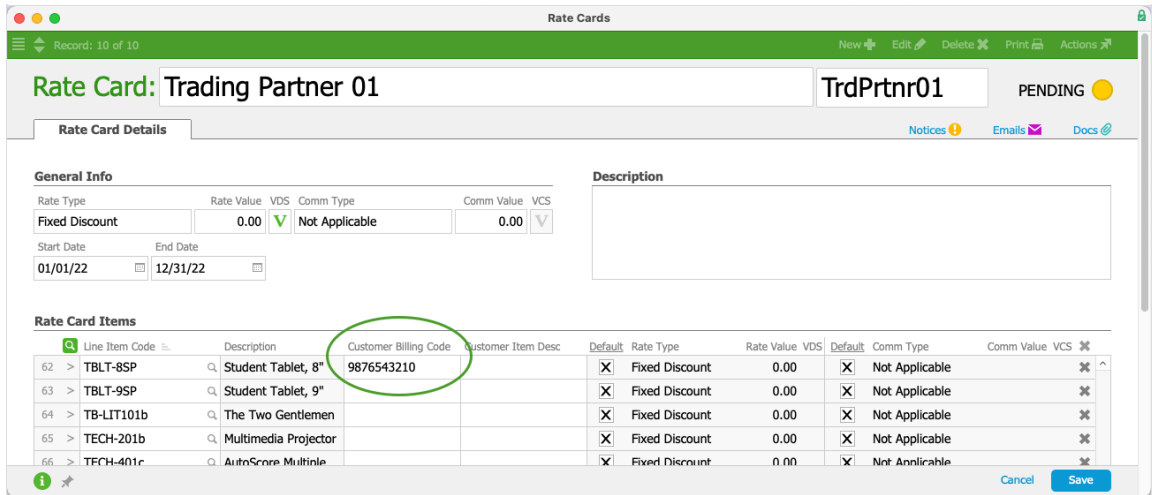 Rate Cards
Record: 10 of 10 New Edit Delete Print Actions
Rate Card: Trading Partner 01 TrdPrtnr01 PENDING
Rate Card Details Notices Emails Docs
General Info Description
Rate Type Rate Value VDS Comm Type Comm Value VCS
Fixed Discount 0.00 V Not Applicable 0.00 V
Start Date End Date
01/01/22 12/31/22
Rate Card Items
Line Item Code Description Customer Billing Code Customer Item Desc Default Rate Type Rate Value VDS Default Comm Type Comm Value VCS
62 > TBLT-8SP Student Tablet, 8" 9876543210 Fixed Discount 0.00 Not Applicable
63 > TBLT-9SP Student Tablet, 9" Fixed Discount 0.00 Not Applicable
64 > TB-LIT101b The Two Gentlemen Fixed Discount 0.00 Not Applicable
65 > TECH-201b Multimedia Projector Fixed Discount 0.00 Not Applicable
66 > TECH-401c AutoScore Multiple Fixed Discount 0.00 Not Applicable
Cancel Save